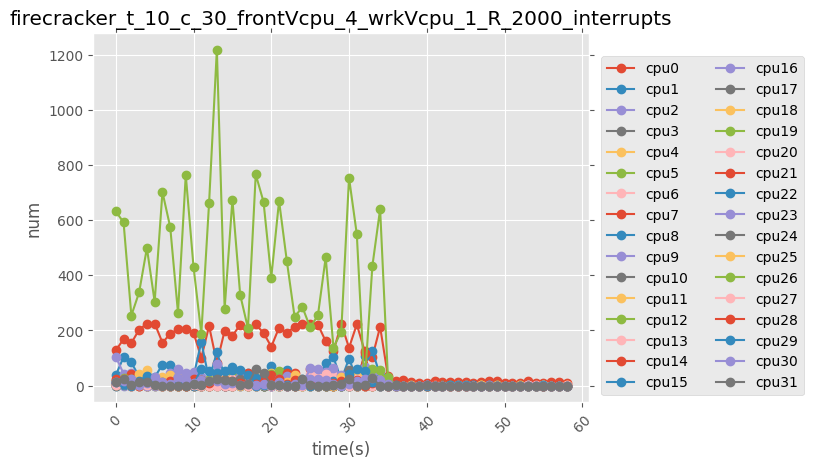 firecracker_t_10_c_30_frontVcpu_4_wrkVcpu_1_R_2000_interrupts
1200
1000
800
600
400
200
0
num
0 10 20 30 40 50 60
time(s)
cpu0 cpu16
cpu1 cpu17
cpu2 cpu18
cpu3 cpu19
cpu4 cpu20
cpu5 cpu21
cpu6 cpu22
cpu7 cpu23
cpu8 cpu24
cpu9 cpu25
cpu10 cpu26
cpu11 cpu27
cpu12 cpu28
cpu13 cpu29
cpu14 cpu30
cpu15 cpu31